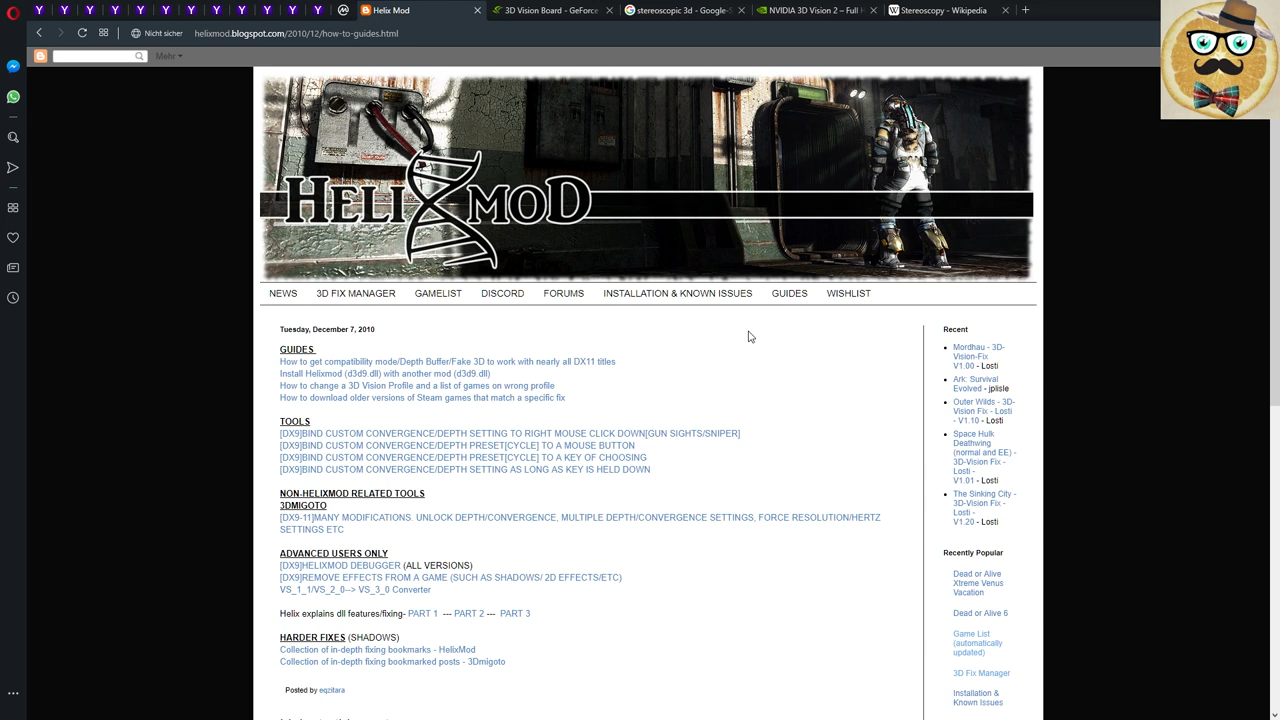 Helix Mod
3D Vision Board - GeForce
stereoscopic 3d - Google-S
NVIDIA 3D Vision 2 – Full H
Stereoscopy - Wikipedia
Nicht sicher
helixmod.blogspot.com/2010/12/how-to-guides.html
Mehr
HELIXMOD
NEWS
3D FIX MANAGER
GAMELIST
DISCORD
FORUMS
INSTALLATION & KNOWN ISSUES
GUIDES
WISHLIST
Tuesday, December 7, 2010
GUIDES
How to get compatibility mode/Depth Buffer/Fake 3D to work with nearly all DX11 titles
Install Helixmod (d3d9.dll) with another mod (d3d9.dll)
How to change a 3D Vision Profile and a list of games on wrong profile
How to download older versions of Steam games that match a specific fix
TOOLS
[DX9]BIND CUSTOM CONVERGENCE/DEPTH SETTING TO RIGHT MOUSE CLICK DOWN[GUN SIGHTS/SNIPER]
[DX9]BIND CUSTOM CONVERGENCE/DEPTH PRESET[CYCLE] TO A MOUSE BUTTON
[DX9]BIND CUSTOM CONVERGENCE/DEPTH PRESET[CYCLE] TO A KEY OF CHOOSING
[DX9]BIND CUSTOM CONVERGENCE/DEPTH SETTING AS LONG AS KEY IS HELD DOWN
NON-HELIXMOD RELATED TOOLS
3DMIGOTO
[DX9-11]MANY MODIFICATIONS. UNLOCK DEPTH/CONVERGENCE, MULTIPLE DEPTH/CONVERGENCE SETTINGS, FORCE RESOLUTION/HERTZ
SETTINGS ETC
ADVANCED USERS ONLY
[DX9]HELIXMOD DEBUGGER (ALL VERSIONS)
[DX9]REMOVE EFFECTS FROM A GAME (SUCH AS SHADOWS/ 2D EFFECTS/ETC)
VS_1_1/VS_2_0--> VS_3_0 Converter
Helix explains dll features/fixing- PART 1 --- PART 2 --- PART 3
HARDER FIXES (SHADOWS)
Collection of in-depth fixing bookmarks - HelixMod
Collection of in-depth fixing bookmarked posts - 3Dmigoto
Posted by eqzitara
Recent
Mordhau - 3D-
Vision-Fix
V1.00 - Losti
Ark: Survival
Evolved - jplisle
Outer Wilds - 3D-
Vision Fix - Losti
- V1.10 - Losti
Space Hulk
Deathwing
(normal and EE) -
3D-Vision Fix -
Losti -
V1.01 - Losti
The Sinking City -
3D-Vision Fix -
Losti -
V1.20 - Losti
Recently Popular
Dead or Alive
Xtreme Venus
Vacation
Dead or Alive 6
Game List
(automatically
updated)
3D Fix Manager
Installation &
Known Issues